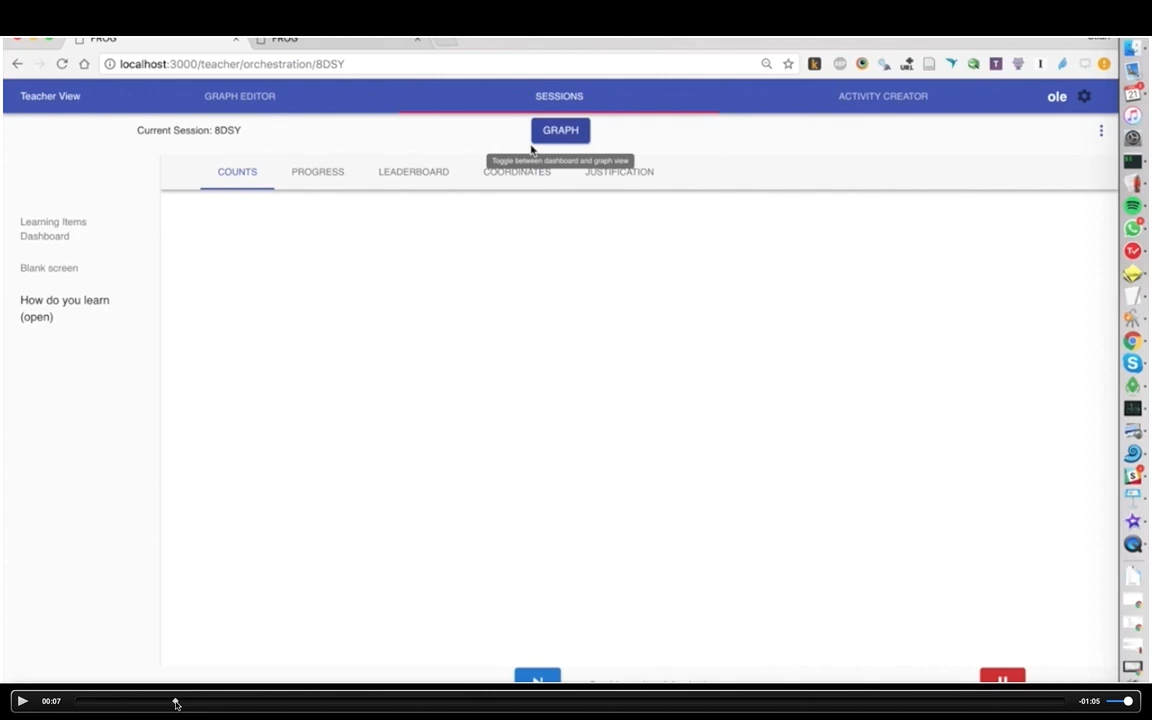 FROG
FROG
localhost:3000/teacher/orchestration/8DSY
Teacher View
GRAPH EDITOR
SESSIONS
ACTIVITY CREATOR
ole
Current Session: 8DSY
GRAPH
Toggle between dashboard and graph view
COUNTS
PROGRESS
LEADERBOARD
COORDINATES
JUSTIFICATION
Learning Items
Dashboard
Blank screen
How do you learn
(open)
00:07
-01:05